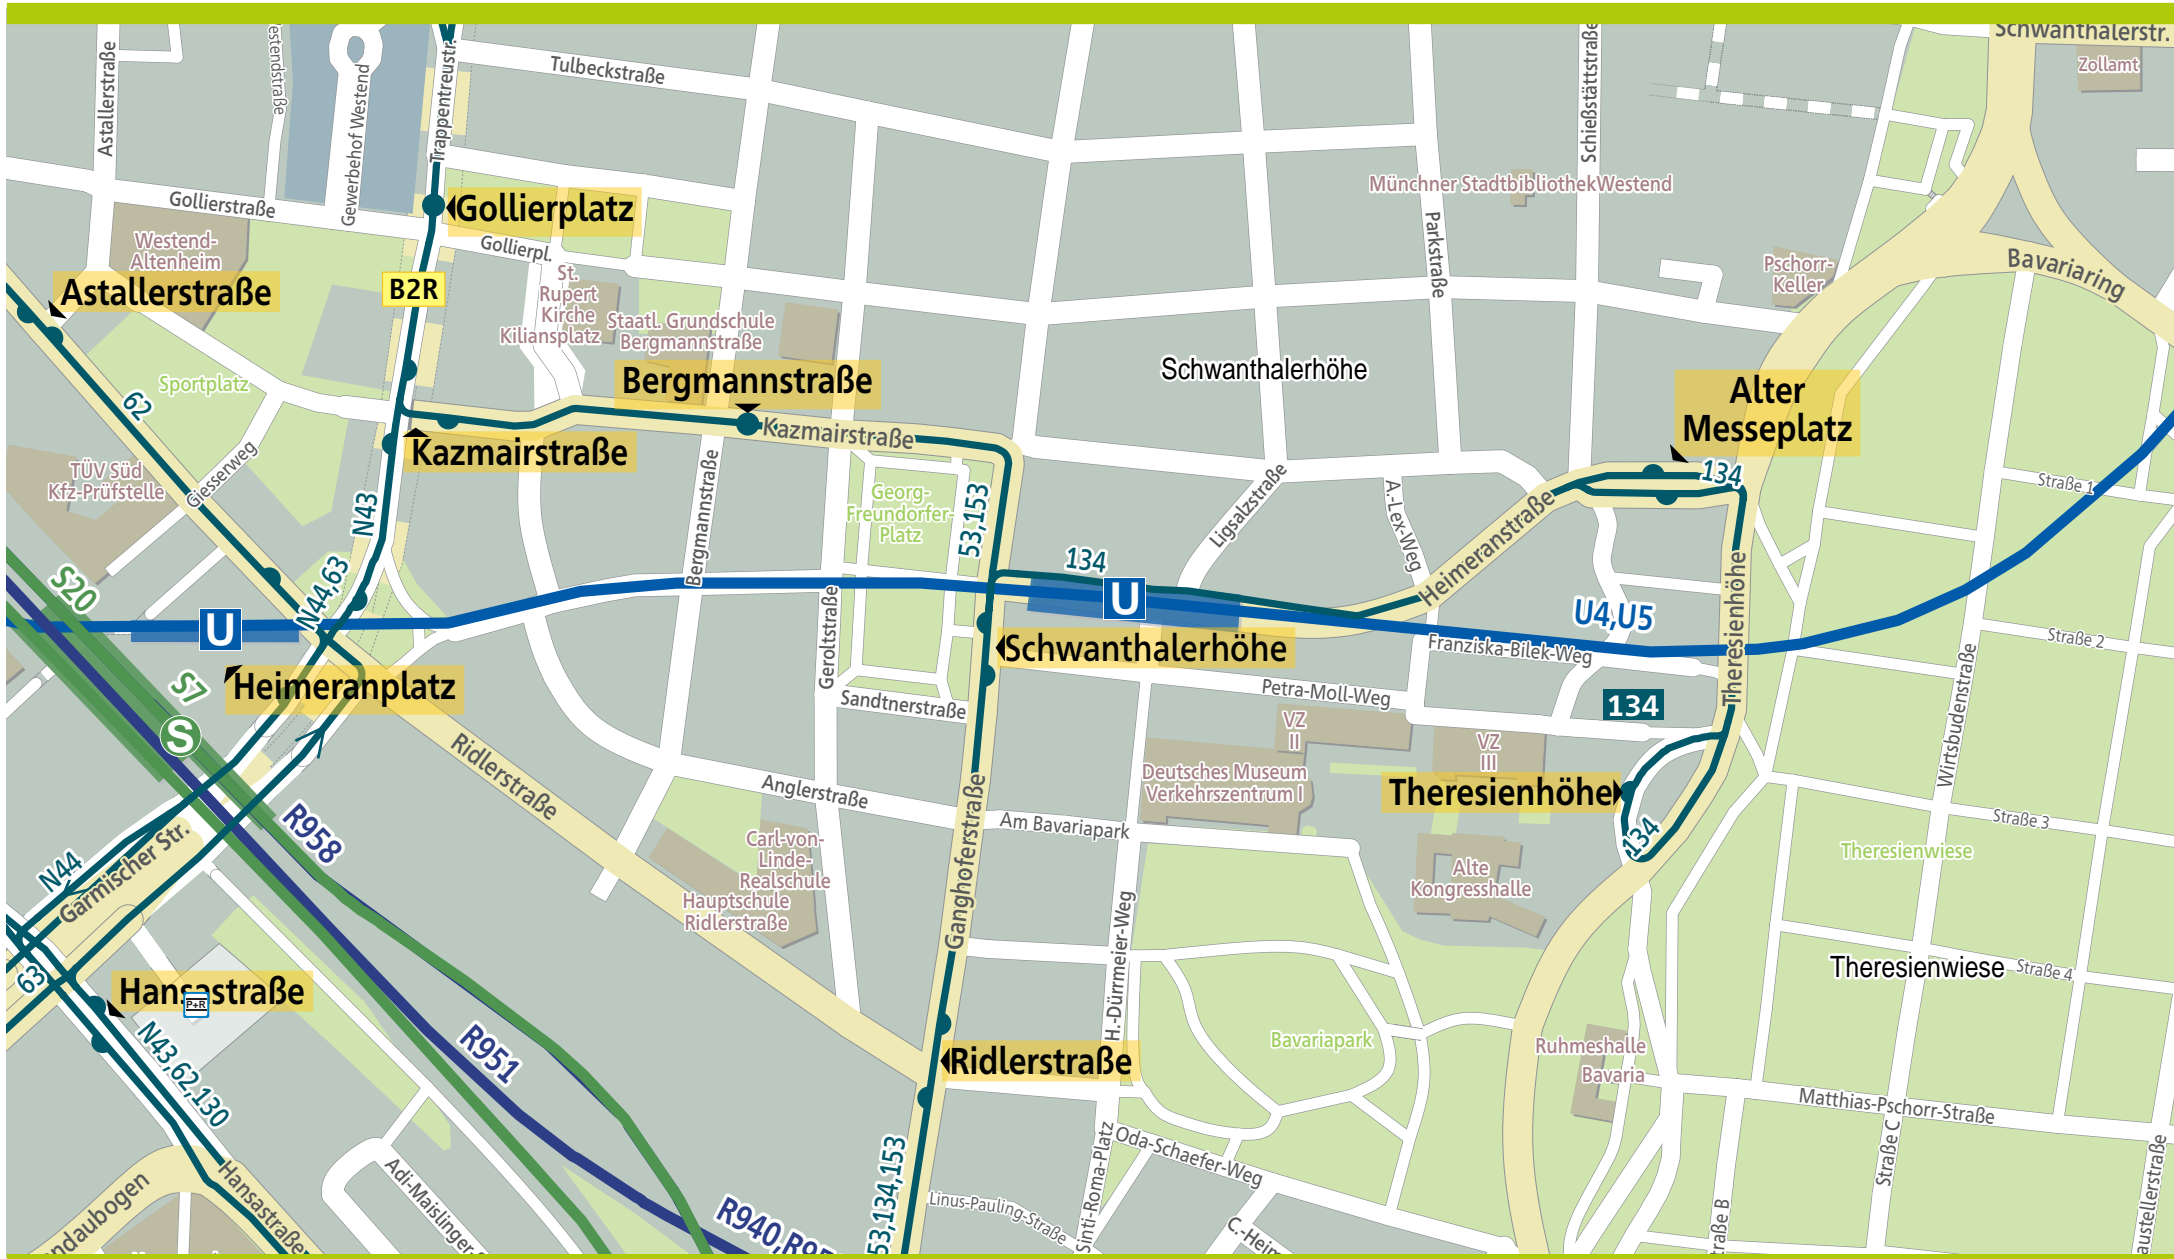 Schwanthalerstr.
Zollamt
Astallerstraße
estendstraße
Gewerbehof Westend
Trappentreustr.
Tulbeckstraße
Schießstättstraße
Münchner StadtbibliothekWestend
Gollierstraße
Gollierplatz
Gollierpl.
Westend-
Altenheim
Astallerstraße
B2R
St.
Rupert
Kirche
Kiliansplatz
Staatl. Grundschule
Bergmannstraße
Parkstraße
Pschorr-
Keller
Bavariaring
Schwanthalerhöhe
Sportplatz
62
Bergmannstraße
Kazmairstraße
Kazmairstraße
Alter
Messeplatz
134
TÜV Süd
Kfz-Prüfstelle
Giesserweg
N43
Bergmannstraße
Georg-
Freundorfer-
Platz
53,153
134
Ligsalzstraße
A.-Lex-Weg
Heimeranstraße
Straße 1
S20
N44,63
U
U
U4,U5
Theresienhöhe
Geroltstraße
Schwanthalerhöhe
Franziska-Bilek-Weg
Straße 2
Wirtsbudenstraße
S7
Heimeranplatz
Sandtnerstraße
Petra-Moll-Weg
134
S
Ridlerstraße
VZ
II
VZ
III
Deutsches Museum
Verkehrszentrum I
Theresienhöhe
Anglerstraße
Am Bavariapark
Straße 3
R958
Garmischer Str.
N44
Carl-von-
Linde-
Realschule
Hauptschule
Ridlerstraße
Ganghoferstraße
134
Alte
Kongresshalle
Theresienwiese
Theresienwiese
Straße 4
63
Hansastraße
P+R
H.-Dürrmeier-Weg
Bavariapark
Ruhmeshalle
Bavaria
N43,62,130
R951
Ridlerstraße
Matthias-Pschorr-Straße
Straße C
Oda-Schaefer-Weg
Sinti-Roma-Platz
Linus-Pauling-Straße
53,134,153
Hansastraße
Adi-Maislinger-
ndaubogen
R940,R95
C.-Heim
raße B
austellerstraße